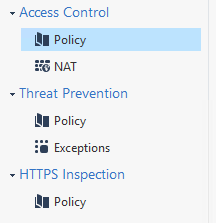 Access Control
Policy
NAT
Threat Prevention
Policy
Exceptions
HTTPS Inspection
Policy